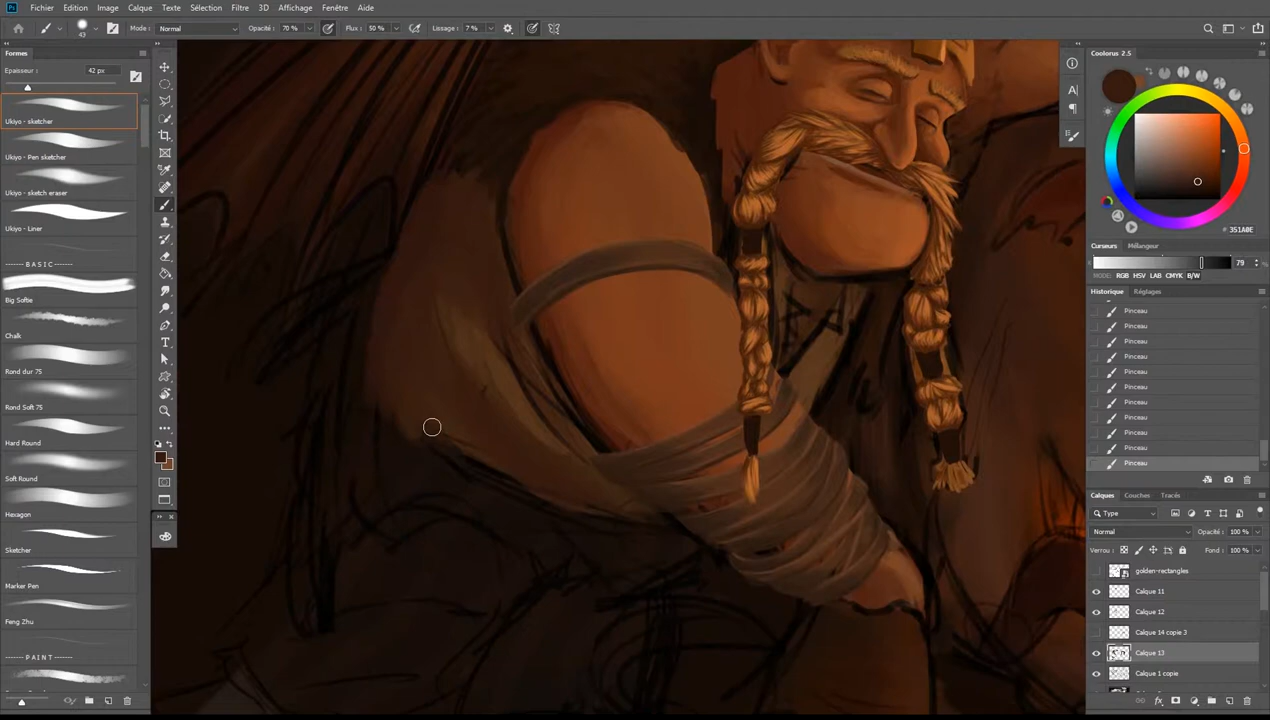 Ps Fichier Edition Image Calque Texte Sélection Filtre 3D Affichage Fenêtre Aide
43 Mode : Normal Opacité : 70 % Flux : 50 % Lissage : 7 %
Formes
Epaisseur : 42 px
Ukiyo - sketcher
Ukiyo - Pen sketcher
Ukiyo - sketch eraser
Ukiyo - Liner
------- B A S I C -------
Big Softie
Chalk
Rond dur 75
Rond Soft 75
Hard Round
Soft Round
Hexagon
Sketcher
Marker Pen
Feng Zhu
------- P A I N T -------
Coolorus 2.5
# 351A0E
Curseurs Mélangeur
79
MODE: RGB HSV LAB CMYK B/W
Historique Réglages
Pinceau
Pinceau
Pinceau
Pinceau
Pinceau
Pinceau
Pinceau
Pinceau
Pinceau
Pinceau
Pinceau
Calques Couches Tracés
Type
Normal Opacité : 100 %
Verrou : Fond : 100 %
golden-rectangles
Calque 11
Calque 12
Calque 14 copie 3
Calque 13
Calque 1 copie